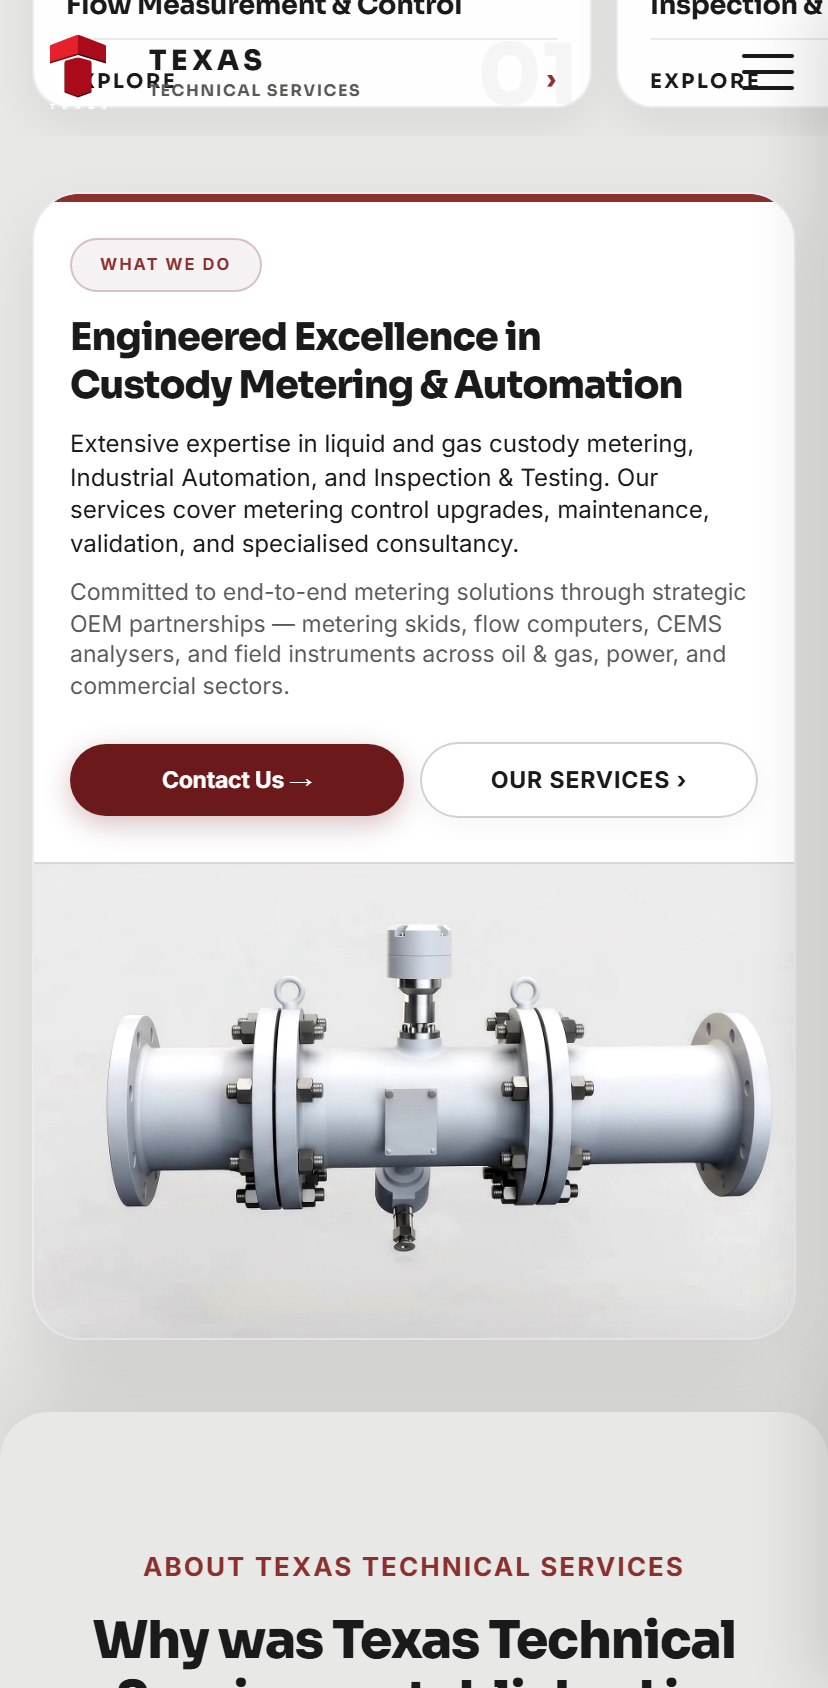 Flow Measurement & Control
Inspection &
TEXAS
TECHNICAL SERVICES
TEXAS
EXPLORE
01
›
EXPLORE
WHAT WE DO
Engineered Excellence in
Custody Metering & Automation
Extensive expertise in liquid and gas custody metering,
Industrial Automation, and Inspection & Testing. Our
services cover metering control upgrades, maintenance,
validation, and specialised consultancy.
Committed to end-to-end metering solutions through strategic
OEM partnerships — metering skids, flow computers, CEMS
analysers, and field instruments across oil & gas, power, and
commercial sectors.
Contact Us →
OUR SERVICES ›
ABOUT TEXAS TECHNICAL SERVICES
Why was Texas Technical